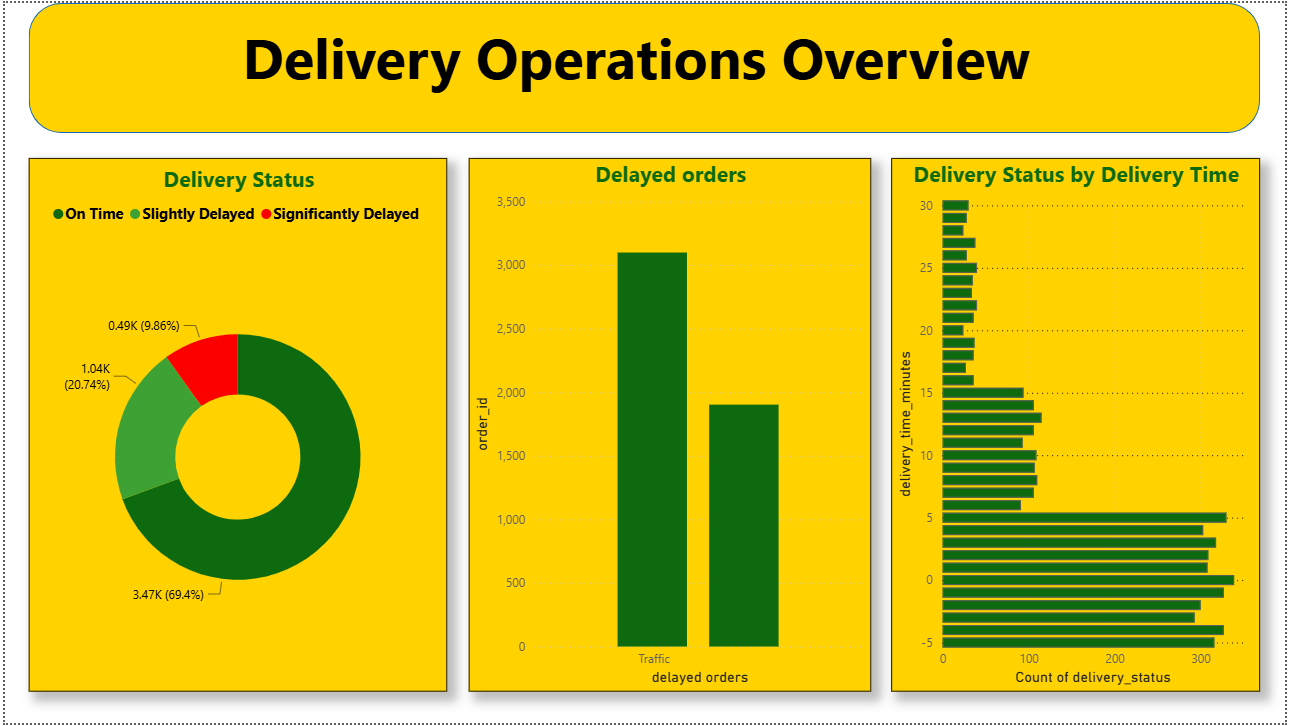 Delivery Operations Overview
Delivery Status
On Time Slightly Delayed Significantly Delayed
0.49K (9.86%)
1.04K
(20.74%)
3.47K (69.4%)
Delayed orders
3,500
3,000
2,500
2,000
1,500
1,000
500
0
order_id
Traffic
delayed orders
Delivery Status by Delivery Time
30
25
20
15
10
5
0
-5
delivery_time_minutes
0 100 200 300
Count of delivery_status